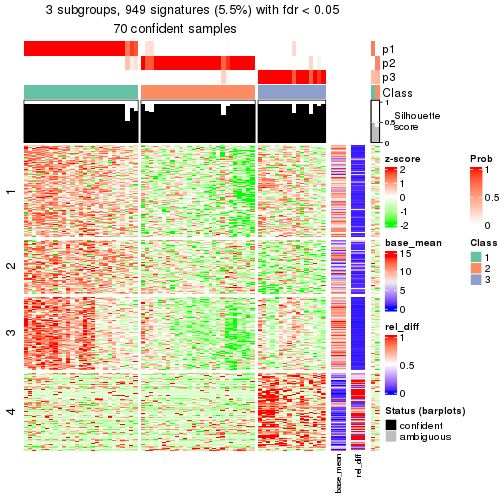 3 subgroups, 949 signatures (5.5%) with fdr < 0.05
70 confident samples
p1
p2
p3
Class
1
0.5
0
Silhouette
score
1
2
3
4
base_mean
rel_diff
z-score
2
1
0
-1
-2
base_mean
15
10
5
0
rel_diff
1
0.5
0
Status (barplots)
confident
ambiguous
Prob
1
0.5
0
Class
1
2
3